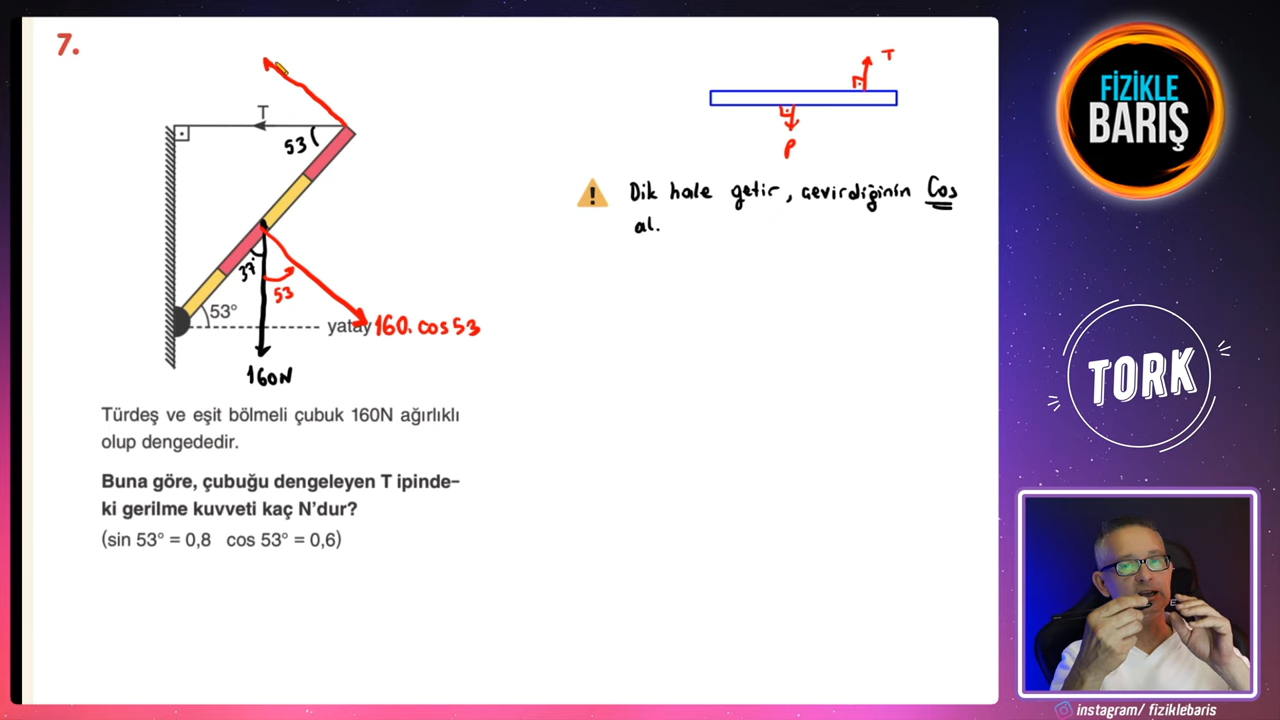 7.
T
53
37°
53
53°
yatay
160. cos 53
160N
Türdeş ve eşit bölmeli çubuk 160N ağırlıklı
olup dengededir.
Buna göre, çubuğu dengeleyen T ipinde-
ki gerilme kuvveti kaç N'dur?
(sin 53° = 0,8 cos 53° = 0,6)
T
P
! Dik hale getir, çevirdiğinin Cos
al.
FİZİKLE
BARIŞ
TORK
instagram/ fiziklebaris